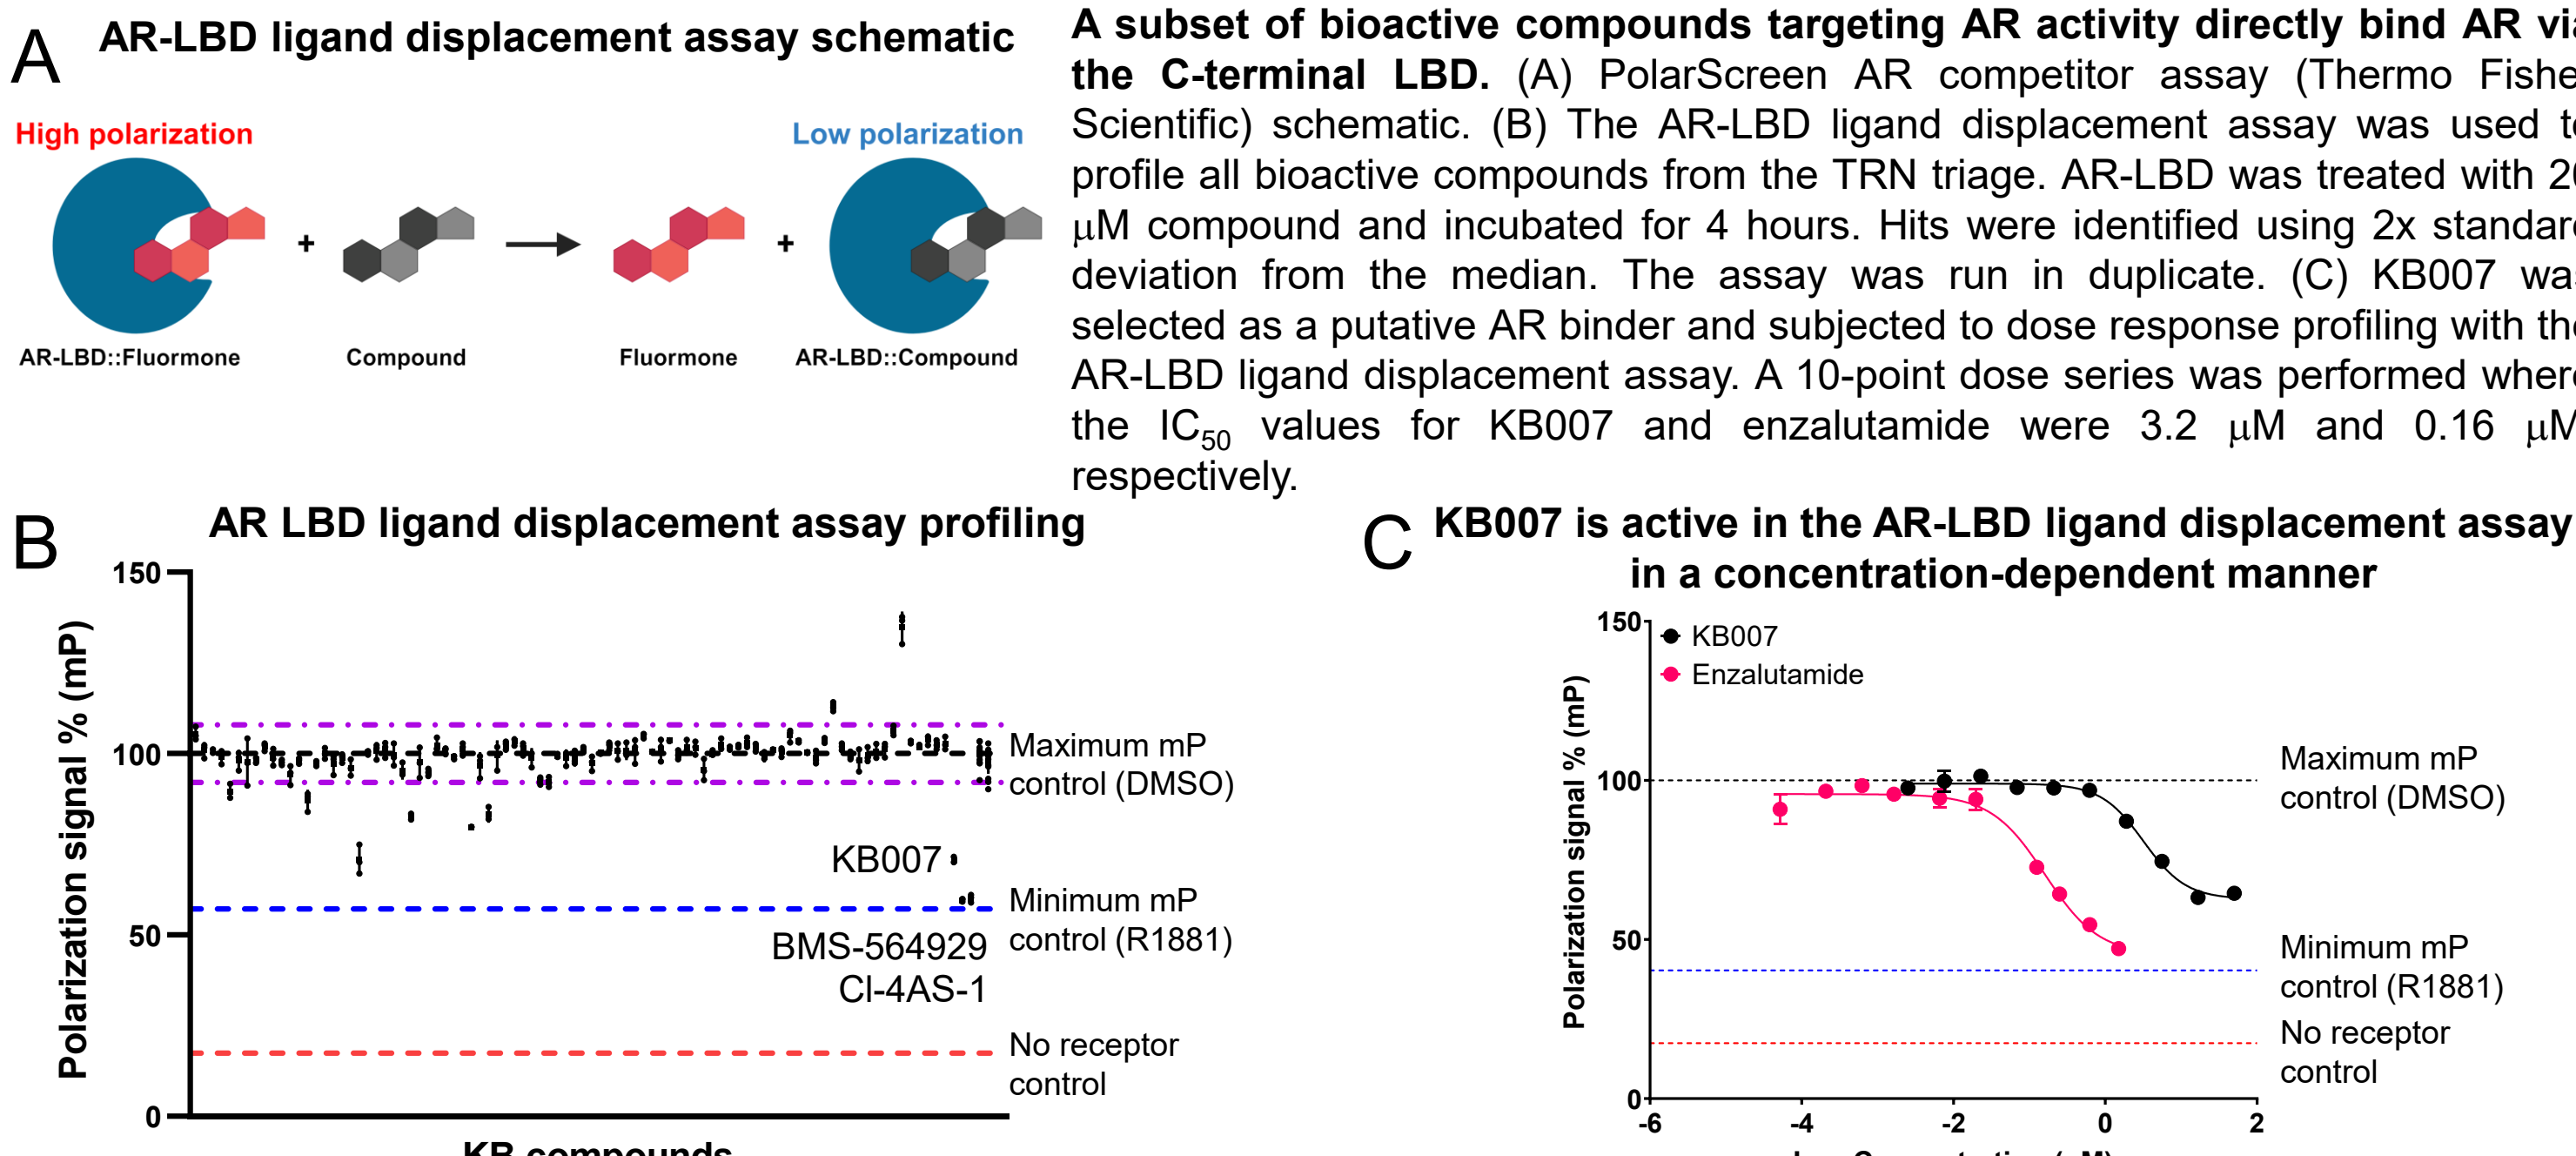 A
AR-LBD ligand displacement assay schematic
High polarization
Low polarization
+
+
AR-LBD::Fluormone
Compound
Fluormone
AR-LBD::Compound
A subset of bioactive compounds targeting AR activity directly bind AR via
the C-terminal LBD. (A) PolarScreen AR competitor assay (Thermo Fishe
Scientific) schematic. (B) The AR-LBD ligand displacement assay was used to
profile all bioactive compounds from the TRN triage. AR-LBD was treated with 20
μM compound and incubated for 4 hours. Hits were identified using 2x standard
deviation from the median. The assay was run in duplicate. (C) KB007 was
selected as a putative AR binder and subjected to dose response profiling with the
AR-LBD ligand displacement assay. A 10-point dose series was performed where
the IC50 values for KB007 and enzalutamide were 3.2 μM and 0.16 μM
respectively.
B
AR LBD ligand displacement assay profiling
Polarization signal % (mP)
150
100
50
0
KB007
BMS-564929
Cl-4AS-1
Maximum mP
control (DMSO)
Minimum mP
control (R1881)
No receptor
control
KB compounds
C
KB007 is active in the AR-LBD ligand displacement assay
in a concentration-dependent manner
Polarization signal % (mP)
150
100
50
0
KB007
Enzalutamide
Maximum mP
control (DMSO)
Minimum mP
control (R1881)
No receptor
control
-6
-4
-2
0
2